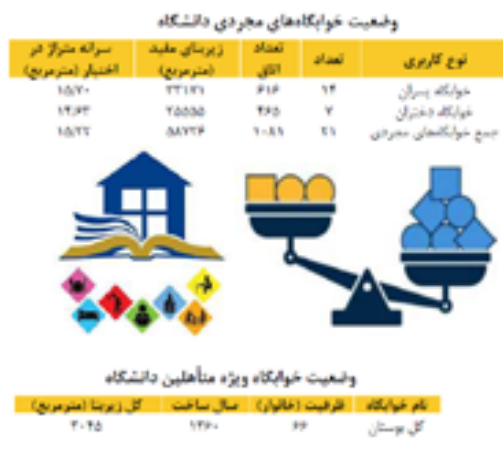 وضعیت خوابگاه‌های مجردی دانشگاه
نوع کاربری تعداد تعداد اتاق زیربنای مفید (مترمربع) سرانه متراژ در اختیار (مترمربع)
خوابگاه پسران ۱۴ ۶۱۶ ۳۳۱۷۱ ۱۵/۷۰
خوابگاه دختران ۷ ۴۶۵ ۲۵۵۵۵ ۱۴/۶۳
جمع خوابگاه‌های مجردی ۲۱ ۱۰۸۱ ۵۸۷۲۶ ۱۵/۲۲
وضعیت خوابگاه ویژه متأهلین دانشگاه
نام خوابگاه ظرفیت (خانوار) سال ساخت کل زیربنا (مترمربع)
گل بوستان ۶۶ ۱۳۶۰ ۳۰۴۵